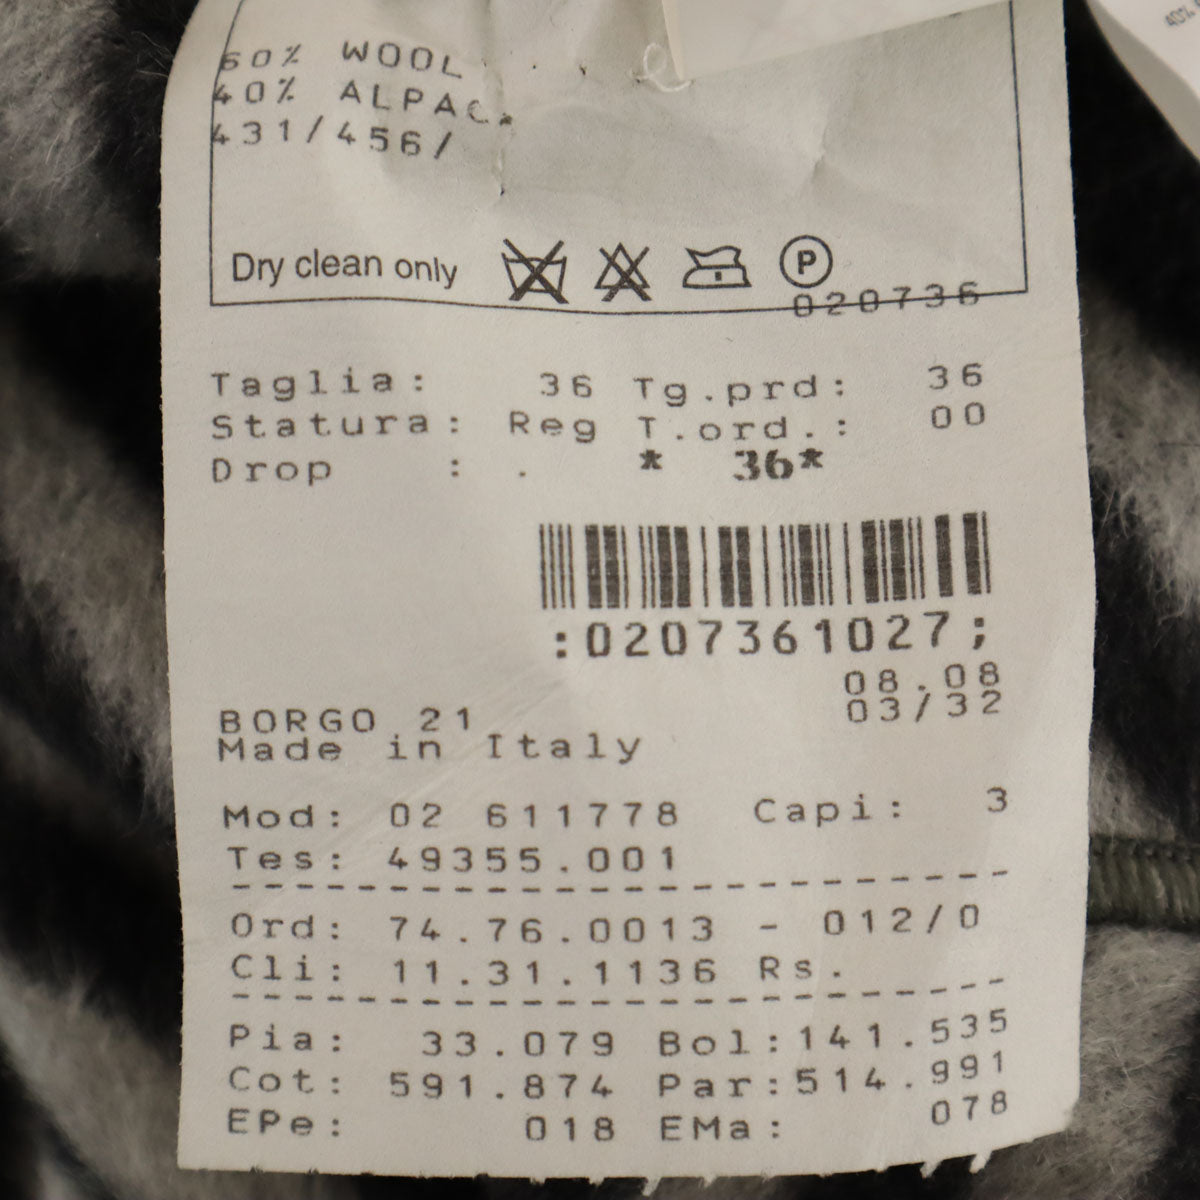 60% WOOL
40% ALPACA
431/456/
40%
Dry clean only P
020736
Taglia: 36 Tg.prd: 36
Statura: Reg T.ord.: 00
Drop : . * 36*
:0207361027;
08.08
03/32
BORGO 21
Made in Italy
Mod: 02 611778 Capi: 3
Tes: 49355.001
Ord: 74.76.0013 - 012/0
Cli: 11.31.1136 Rs.
Pia: 33.079 Bol:141.535
Cot: 591.874 Par:514.991
EPe: 018 EMa: 078